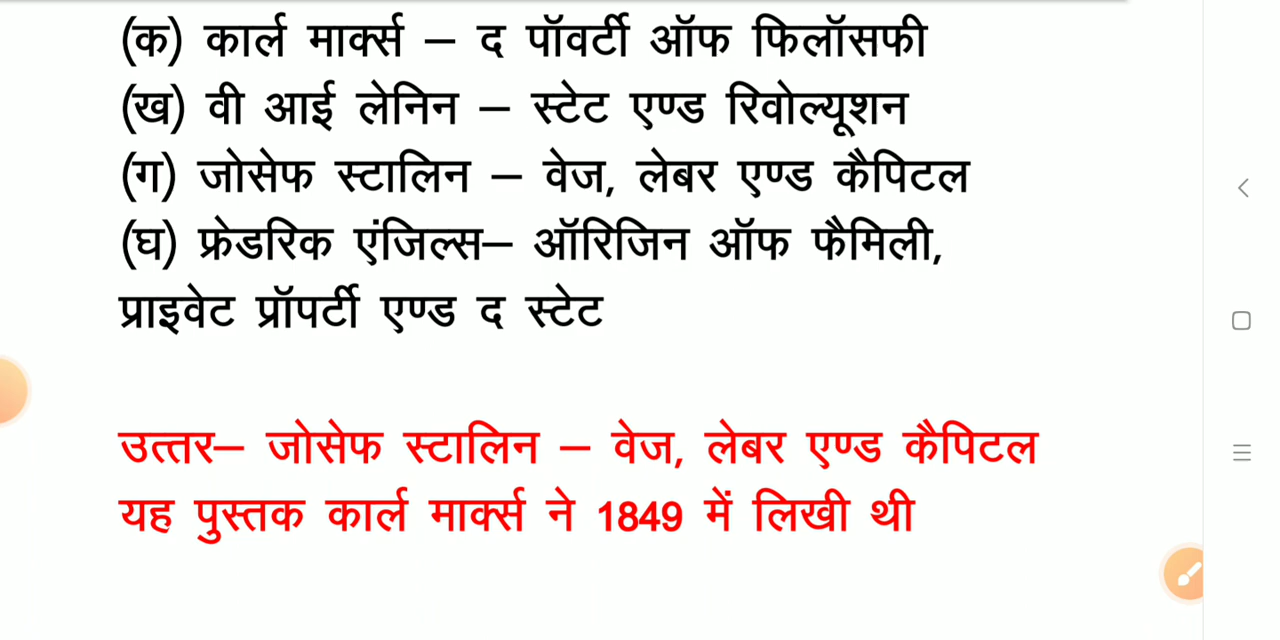 (क) कार्ल मार्क्स – द पॉवर्टी ऑफ फिलॉसफी
(ख) वी आई लेनिन – स्टेट एण्ड रिवोल्यूशन
(ग) जोसेफ स्टालिन – वेज, लेबर एण्ड कैपिटल
(घ) फ्रेडरिक एंजिल्स– ऑरिजिन ऑफ फैमिली,
प्राइवेट प्रॉपर्टी एण्ड द स्टेट
उत्तर– जोसेफ स्टालिन – वेज, लेबर एण्ड कैपिटल
यह पुस्तक कार्ल मार्क्स ने 1849 में लिखी थी